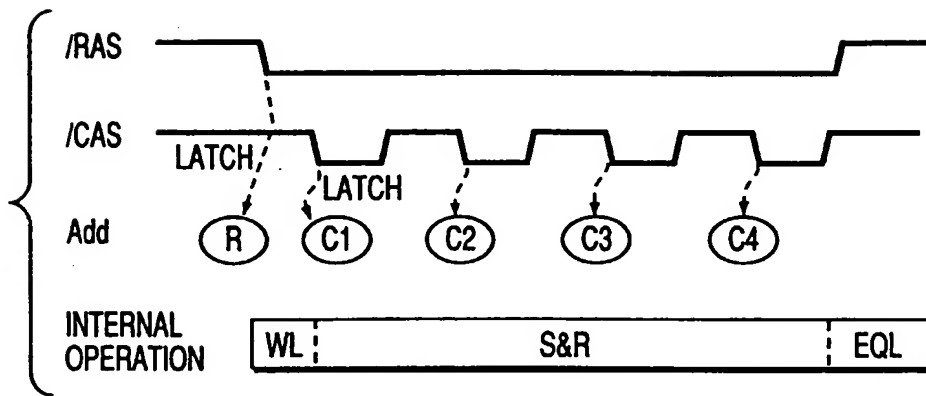 /RAS
/CAS
LATCH
LATCH
Add
R
C1
C2
C3
C4
INTERNAL
OPERATION
WL
S&R
EQL